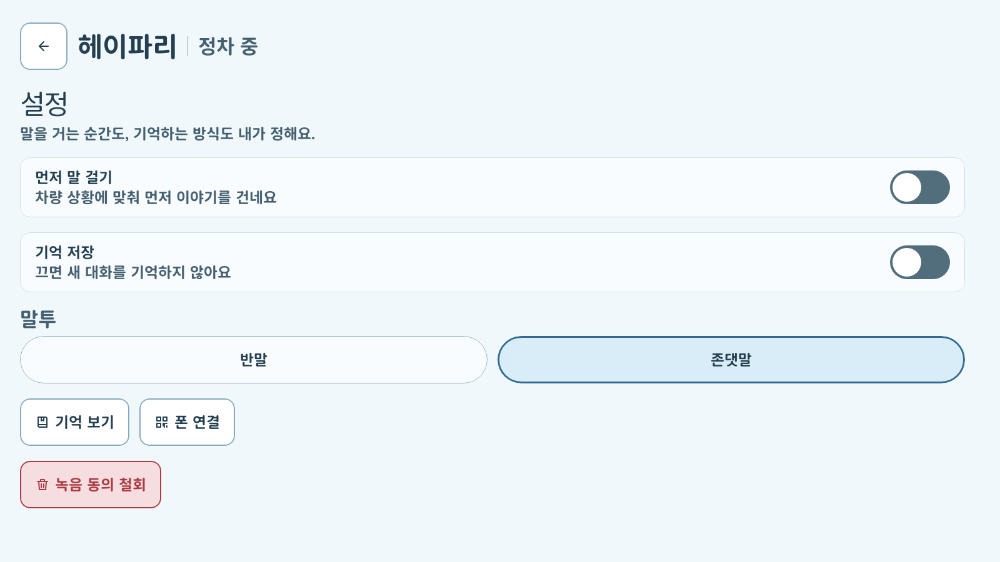 헤이파리
정차 중
설정
말을 거는 순간도, 기억하는 방식도 내가 정해요.
먼저 말 걸기
차량 상황에 맞춰 먼저 이야기를 건네요
기억 저장
끄면 새 대화를 기억하지 않아요
말투
반말
존댓말
기억 보기
폰 연결
녹음 동의 철회